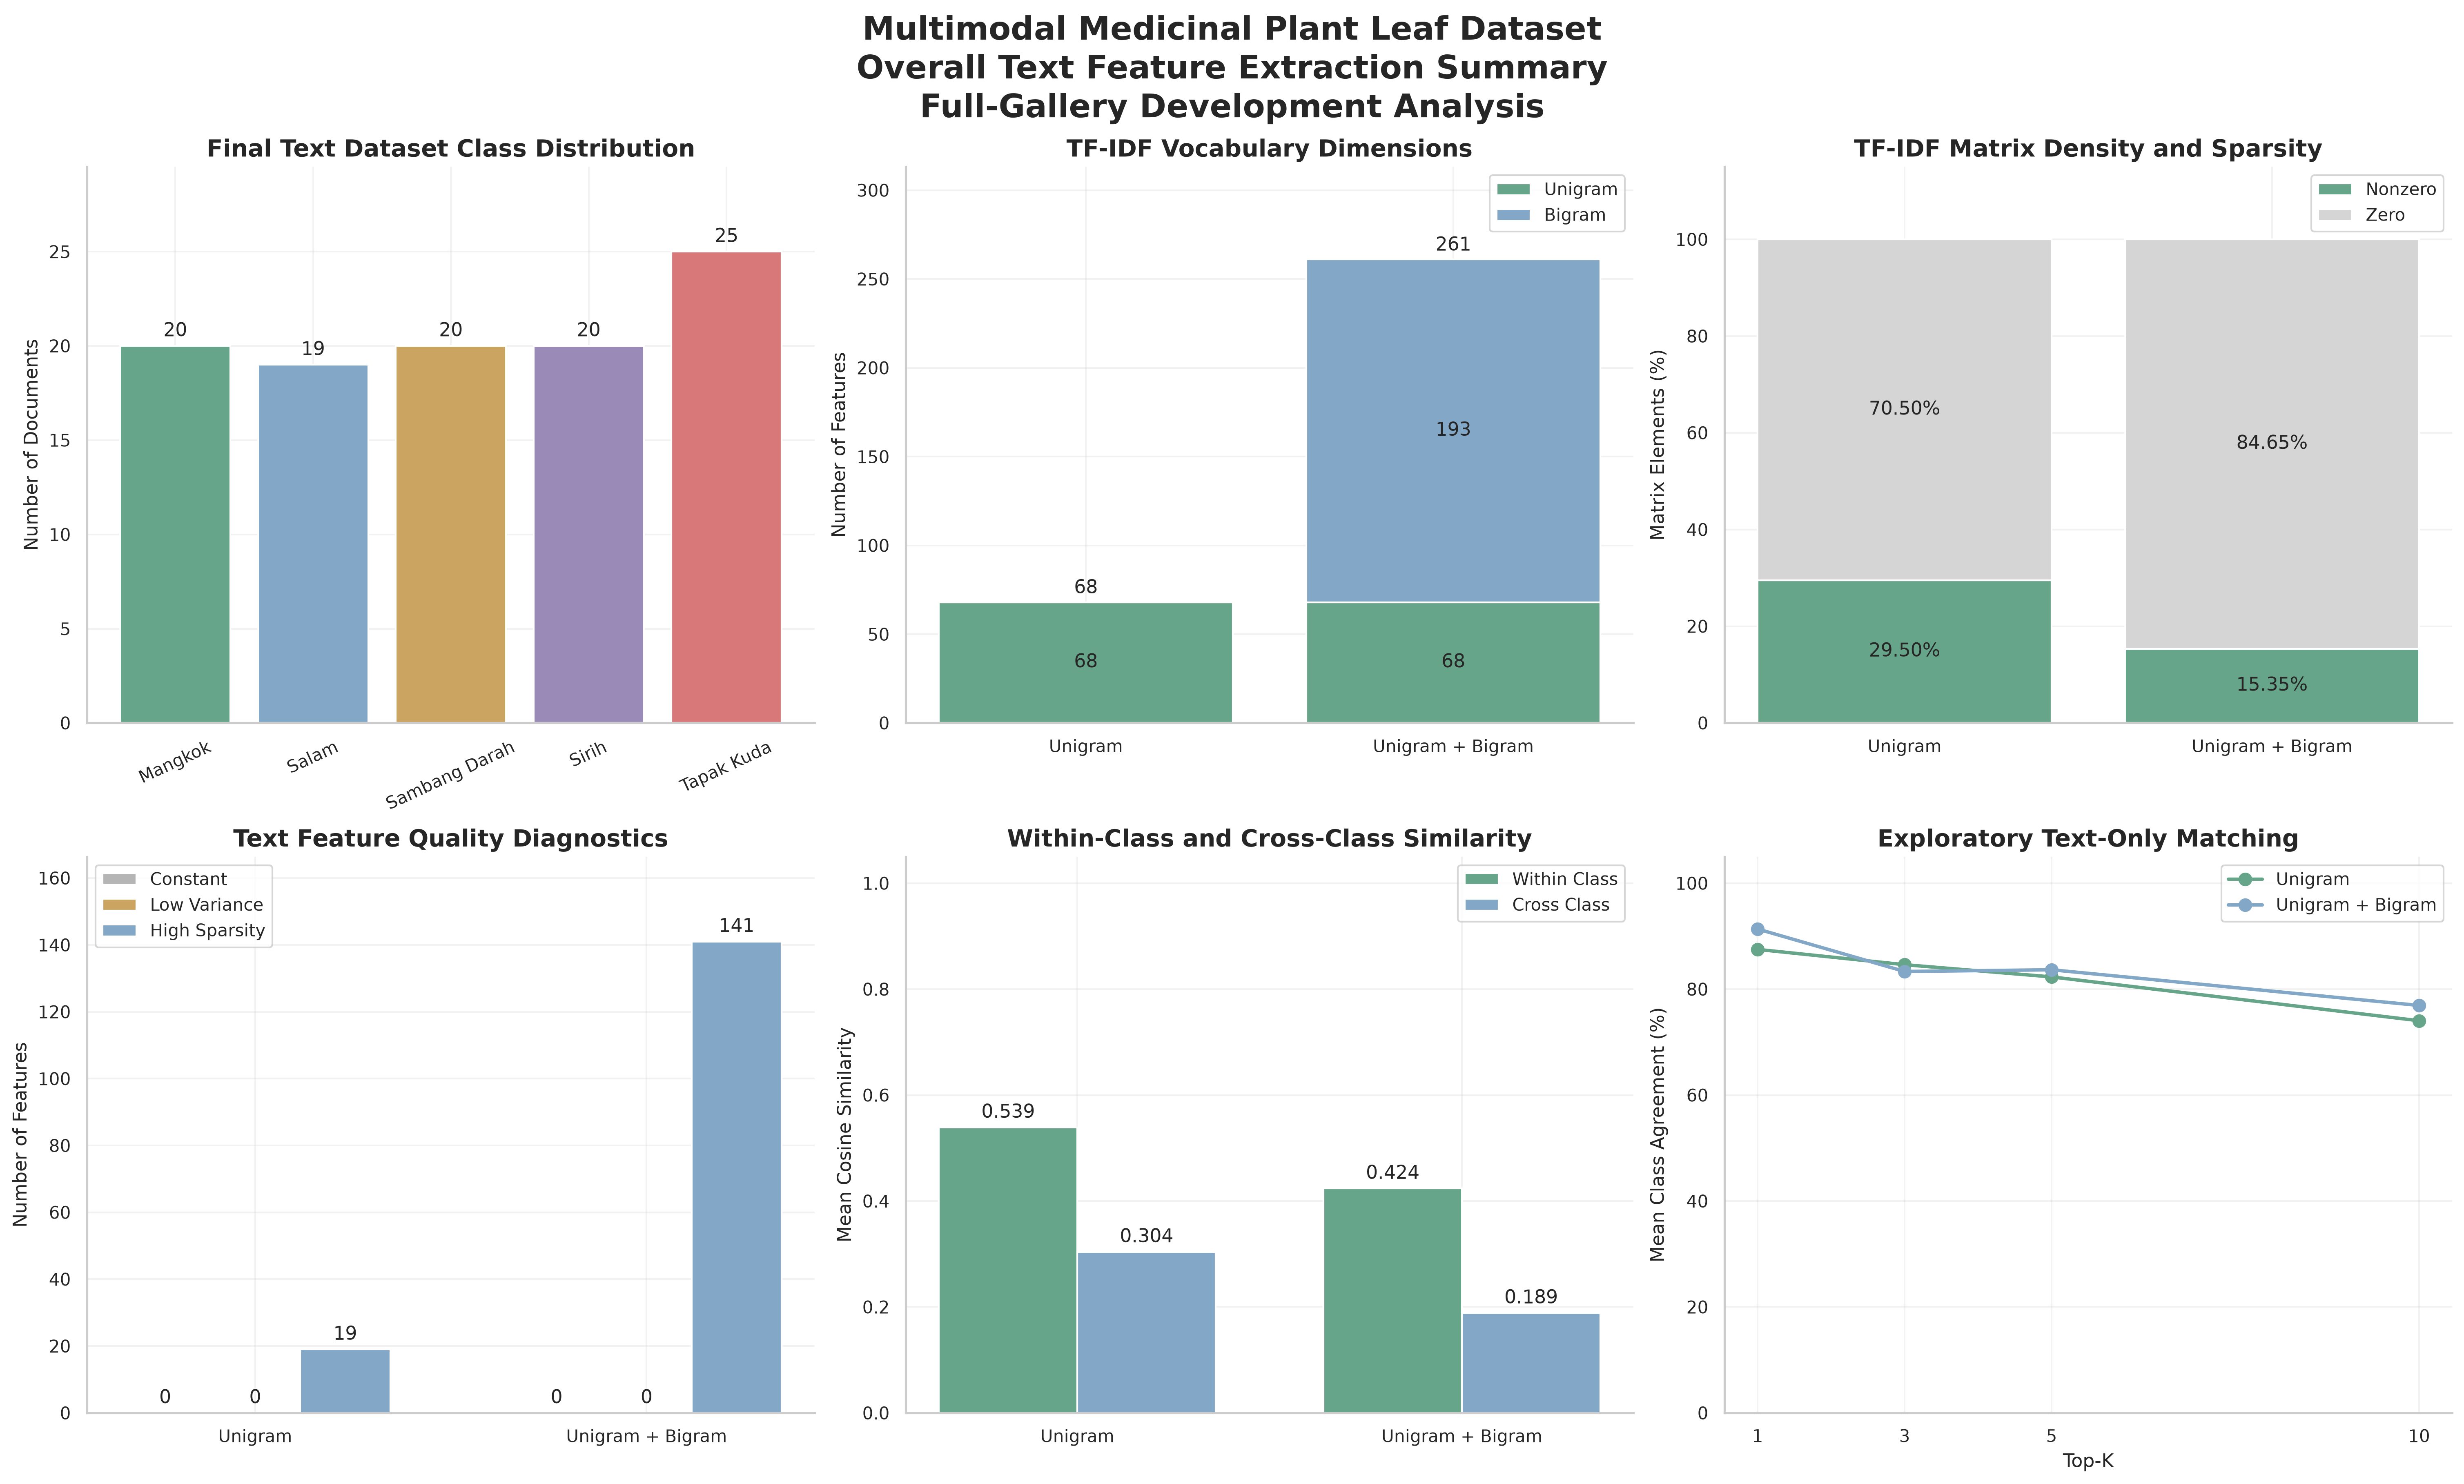 Multimodal Medicinal Plant Leaf Dataset
Overall Text Feature Extraction Summary
Full-Gallery Development Analysis
Final Text Dataset Class Distribution
Number of Documents
25
20
15
10
5
0
20
19
20
20
25
Mangkok
Salam
Sambang Darah
Sirih
Tapak Kuda
TF-IDF Vocabulary Dimensions
Number of Features
300
250
200
150
100
50
0
Unigram
Bigram
261
193
68
68
68
Unigram
Unigram + Bigram
TF-IDF Matrix Density and Sparsity
Matrix Elements (%)
100
80
60
40
20
0
Nonzero
Zero
70.50%
84.65%
29.50%
15.35%
Unigram
Unigram + Bigram
Text Feature Quality Diagnostics
Number of Features
160
140
120
100
80
60
40
20
0
Constant
Low Variance
High Sparsity
0
0
19
0
0
141
Unigram
Unigram + Bigram
Within-Class and Cross-Class Similarity
Mean Cosine Similarity
1.0
0.8
0.6
0.4
0.2
0.0
Within Class
Cross Class
0.539
0.304
0.424
0.189
Unigram
Unigram + Bigram
Exploratory Text-Only Matching
Mean Class Agreement (%)
100
80
60
40
20
0
Unigram
Unigram + Bigram
1
3
5
10
Top-K